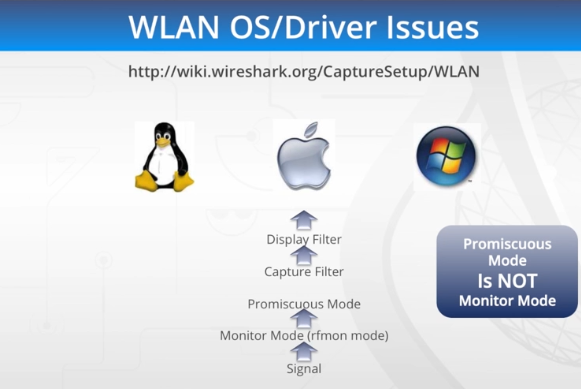 WLAN OS/Driver Issues
http://wiki.wireshark.org/CaptureSetup/WLAN
Display Filter
Capture Filter
Promiscuous Mode
Monitor Mode (rfmon mode)
Signal
Promiscuous
Mode
Is NOT
Monitor Mode